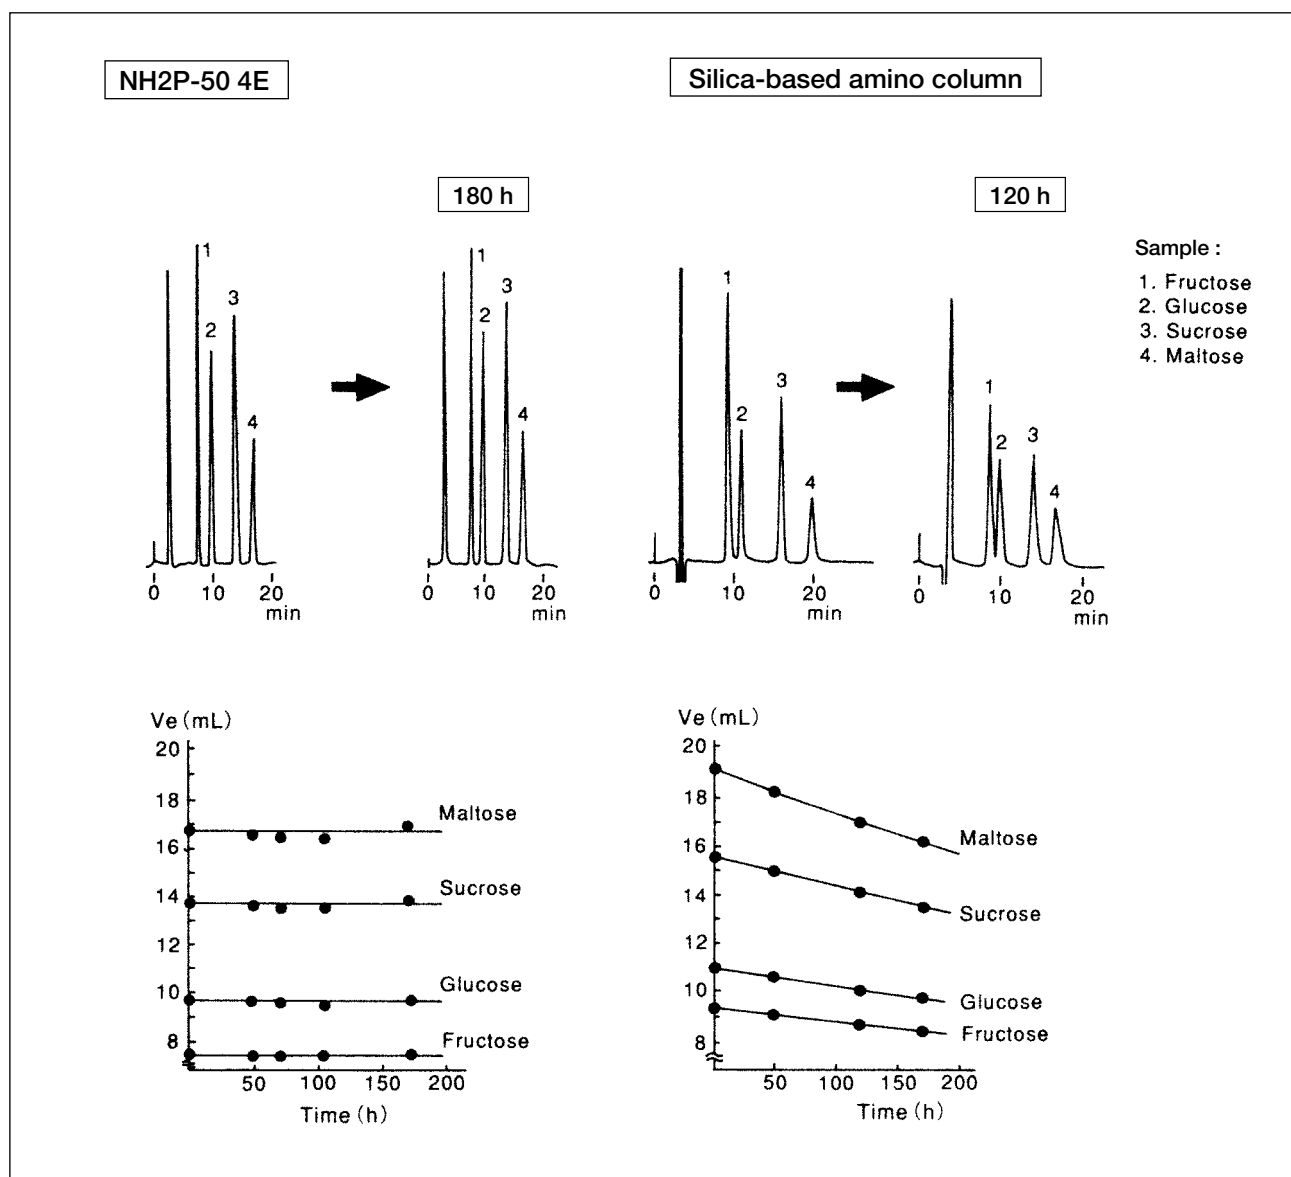 NH2P-50 4E
Silica-based amino column
180 h
120 h
Sample :
1. Fructose
2. Glucose
3. Sucrose
4. Maltose
1
2
3
4
0 10 20
min
1
2
3
4
0 10 20
min
1
2
3
4
0 10 20
min
1
2
3
4
0 10 20
min
Ve (mL)
20
18
16
14
12
10
8
Maltose
Sucrose
Glucose
Fructose
50 100 150 200
Time (h)
Ve (mL)
20
18
16
14
12
10
8
Maltose
Sucrose
Glucose
Fructose
50 100 150 200
Time (h)